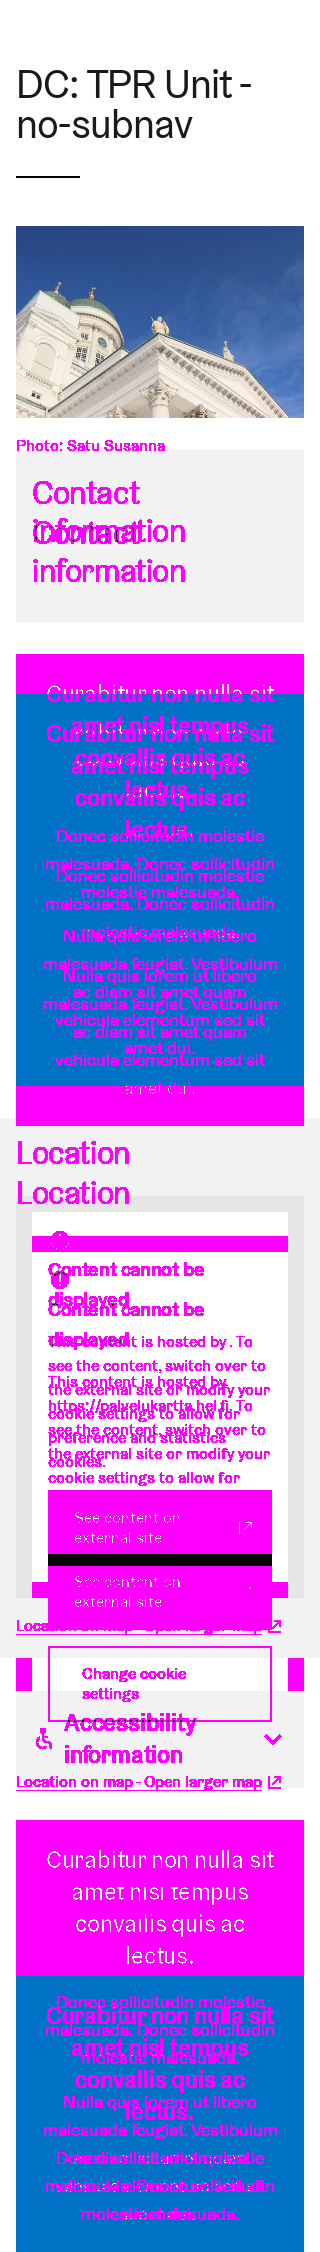 DC: TPR Unit -
no-subnav
Photo: Satu Susanna
Contact
information
Contact
information
Curabitur non nulla sit
amet nisl tempus
Curabitur non nulla sit
convallis quis ac
amet nisl tempus
lectus.
convallis quis ac
lectus.
Donec sollicitudin molestie
malesuada. Donec sollicitudin
Donec sollicitudin molestie
molestie malesuada.
malesuada. Donec sollicitudin
molestie malesuada.
Nulla quis lorem ut libero
malesuada feugiat. Vestibulum
Nulla quis lorem ut libero
ac diam sit amet quam
malesuada feugiat. Vestibulum
vehicula elementum sed sit
ac diam sit amet quam
amet dui.
vehicula elementum sed sit
amet dui.
Location
Location
Content cannot be
displayed
Content cannot be
displayed
This content is hosted by . To
see the content, switch over to
This content is hosted by
the external site or modify your
https://palvelukartta.hel.fi. To
cookie settings to allow for
see the content, switch over to
preference and statistics
the external site or modify your
cookies.
cookie settings to allow for
See content on
external site
See content on
external site
Location on map - Open larger map
Change cookie
settings
Accessibility
information
Location on map - Open larger map
Curabitur non nulla sit
amet nisl tempus
convallis quis ac
lectus.
Donec sollicitudin molestie
Curabitur non nulla sit
malesuada. Donec sollicitudin
amet nisl tempus
molestie malesuada.
convallis quis ac
Nulla quis lorem ut libero
lectus.
malesuada feugiat. Vestibulum
Donec sollicitudin molestie
malesuada. Donec sollicitudin
molestie malesuada.